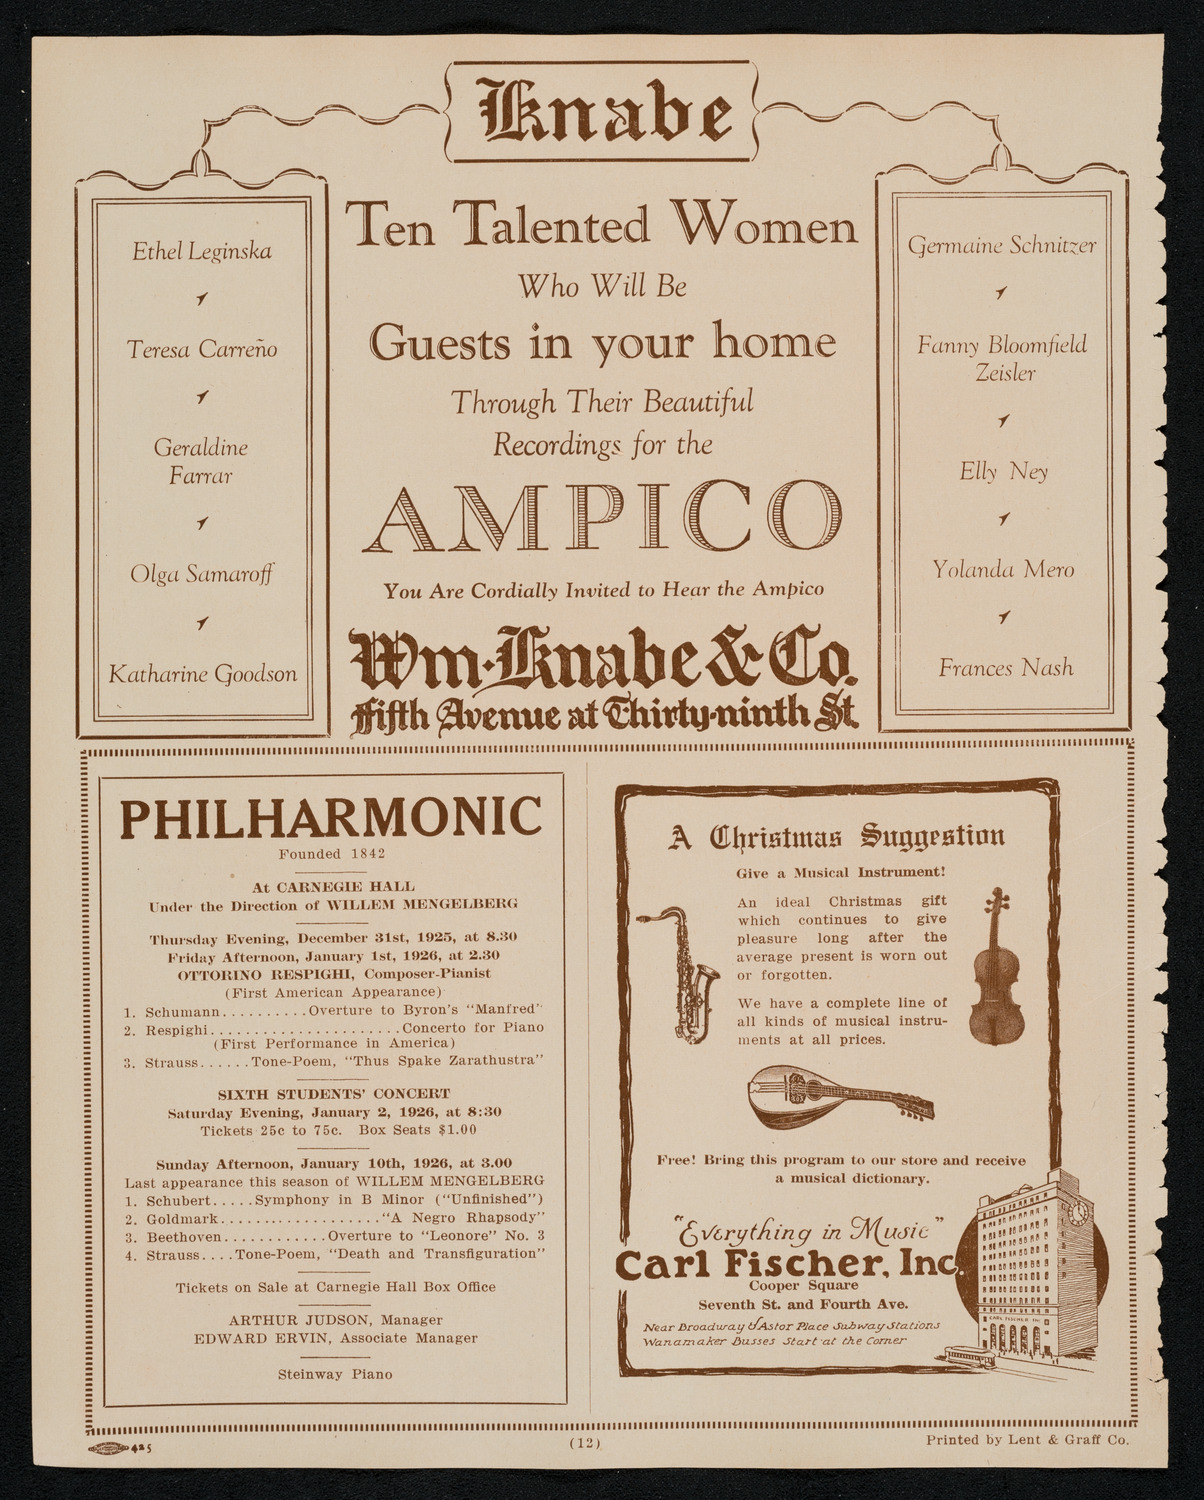 Knabe
Ethel Leginska
Teresa Carreño
Geraldine
Farrar
Olga Samaroff
Katharine Goodson
Ten Talented Women
Who Will Be
Guests in your home
Through Their Beautiful
Recordings for the
AMPICO
You Are Cordially Invited to Hear the Ampico
Wm. Knabe & Co.
Fifth Avenue at Thirty-ninth St.
Germaine Schnitzer
Fanny Bloomfield
Zeisler
Elly Ney
Yolanda Mero
Frances Nash
PHILHARMONIC
Founded 1842
At CARNEGIE HALL
Under the Direction of WILLEM MENGELBERG
Thursday Evening, December 31st, 1925, at 8.30
Friday Afternoon, January 1st, 1926, at 2.30
OTTORINO RESPIGHI, Composer-Pianist
(First American Appearance)
1. Schumann..........Overture to Byron's "Manfred"
2. Respighi......................Concerto for Piano
(First Performance in America)
3. Strauss......Tone-Poem, "Thus Spake Zarathustra"
SIXTH STUDENTS' CONCERT
Saturday Evening, January 2, 1926, at 8:30
Tickets 25c to 75c. Box Seats $1.00
Sunday Afternoon, January 10th, 1926, at 3.00
Last appearance this season of WILLEM MENGELBERG
1. Schubert.....Symphony in B Minor ("Unfinished")
2. Goldmark..................."A Negro Rhapsody"
3. Beethoven............Overture to "Leonore" No. 3
4. Strauss....Tone-Poem, "Death and Transfiguration"
Tickets on Sale at Carnegie Hall Box Office
ARTHUR JUDSON, Manager
EDWARD ERVIN, Associate Manager
Steinway Piano
A Christmas Suggestion
Give a Musical Instrument!
An ideal Christmas gift
which continues to give
pleasure long after the
average present is worn out
or forgotten.
We have a complete line of
all kinds of musical instru-
ments at all prices.
Free! Bring this program to our store and receive
a musical dictionary.
"Everything in Music"
Carl Fischer, Inc.
Cooper Square
Seventh St. and Fourth Ave.
Near Broadway & Astor Place Subway Stations
Wanamaker Busses Start at the Corner
CARL FISCHER INC
425
(12)
Printed by Lent & Graff Co.